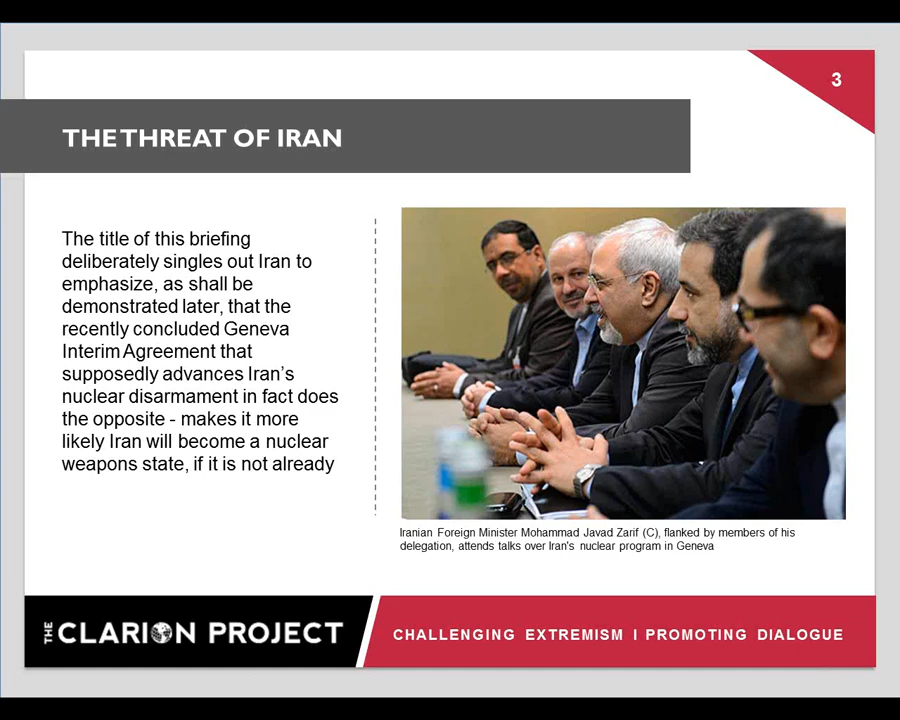 3
THE THREAT OF IRAN
The title of this briefing
deliberately singles out Iran to
emphasize, as shall be
demonstrated later, that the
recently concluded Geneva
Interim Agreement that
supposedly advances Iran's
nuclear disarmament in fact does
the opposite - makes it more
likely Iran will become a nuclear
weapons state, if it is not already
Iranian Foreign Minister Mohammad Javad Zarif (C), flanked by members of his
delegation, attends talks over Iran's nuclear program in Geneva
THE CLARION PROJECT
CHALLENGING EXTREMISM I PROMOTING DIALOGUE